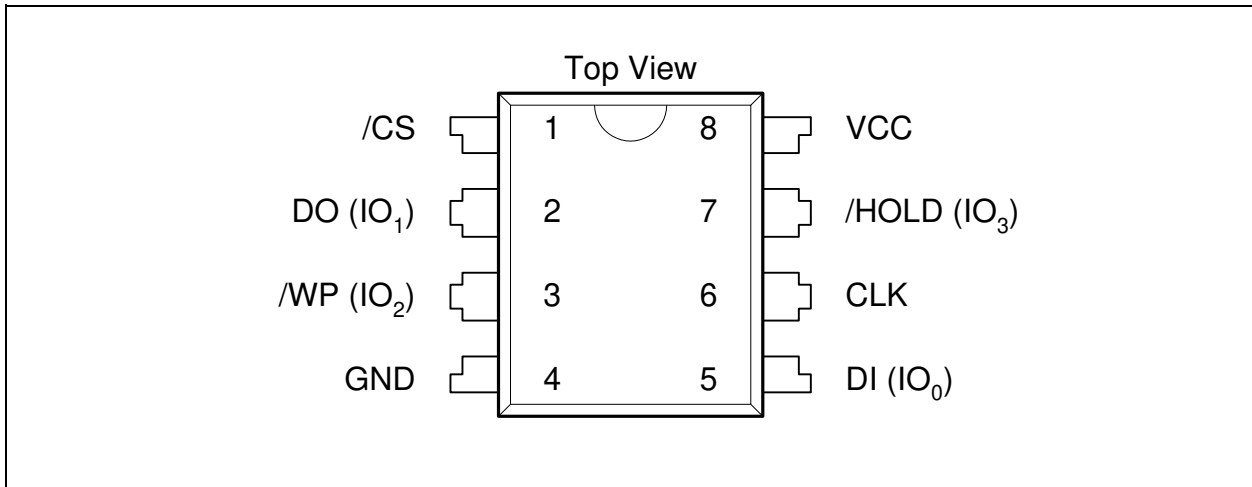 Top View
/CS 1 8 VCC
DO (IO₁) 2 7 /HOLD (IO₃)
/WP (IO₂) 3 6 CLK
GND 4 5 DI (IO₀)